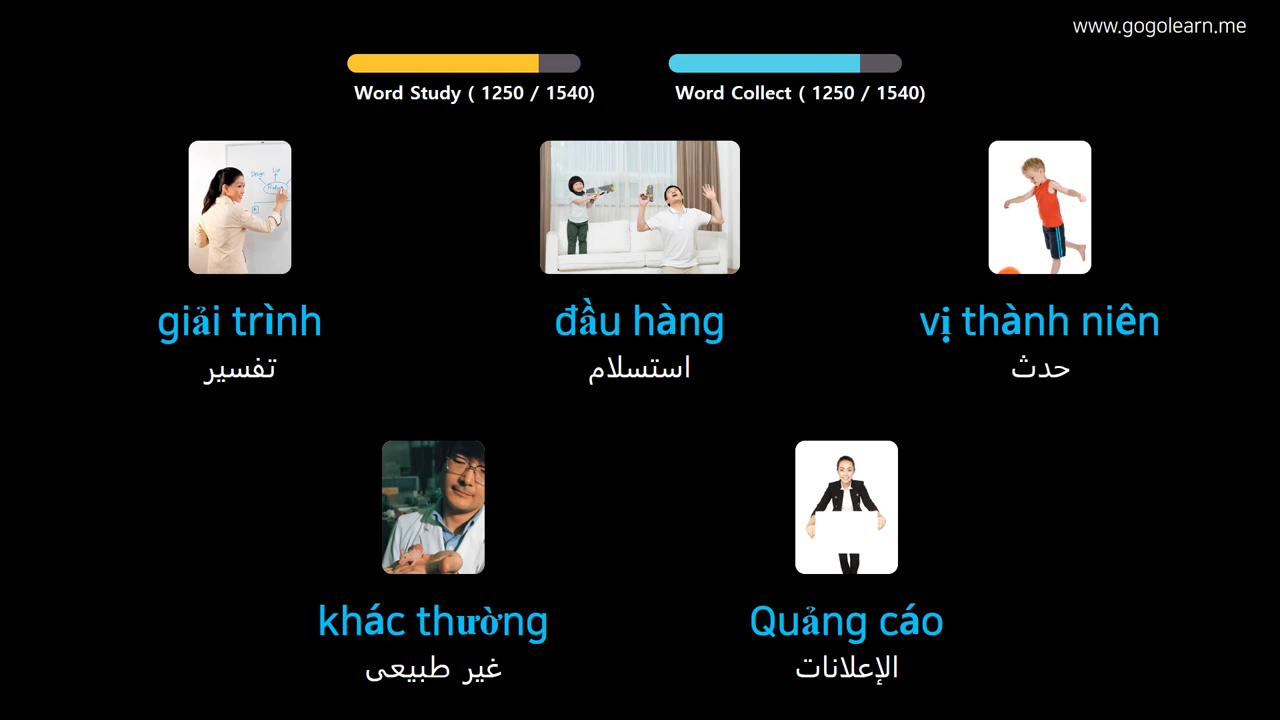 www.gogolearn.me
Word Study ( 1250 / 1540)
Word Collect ( 1250 / 1540)
giải trình
تفسير
đầu hàng
استسلام
vị thành niên
حدث
khác thường
غير طبيعى
Quảng cáo
الإعلانات